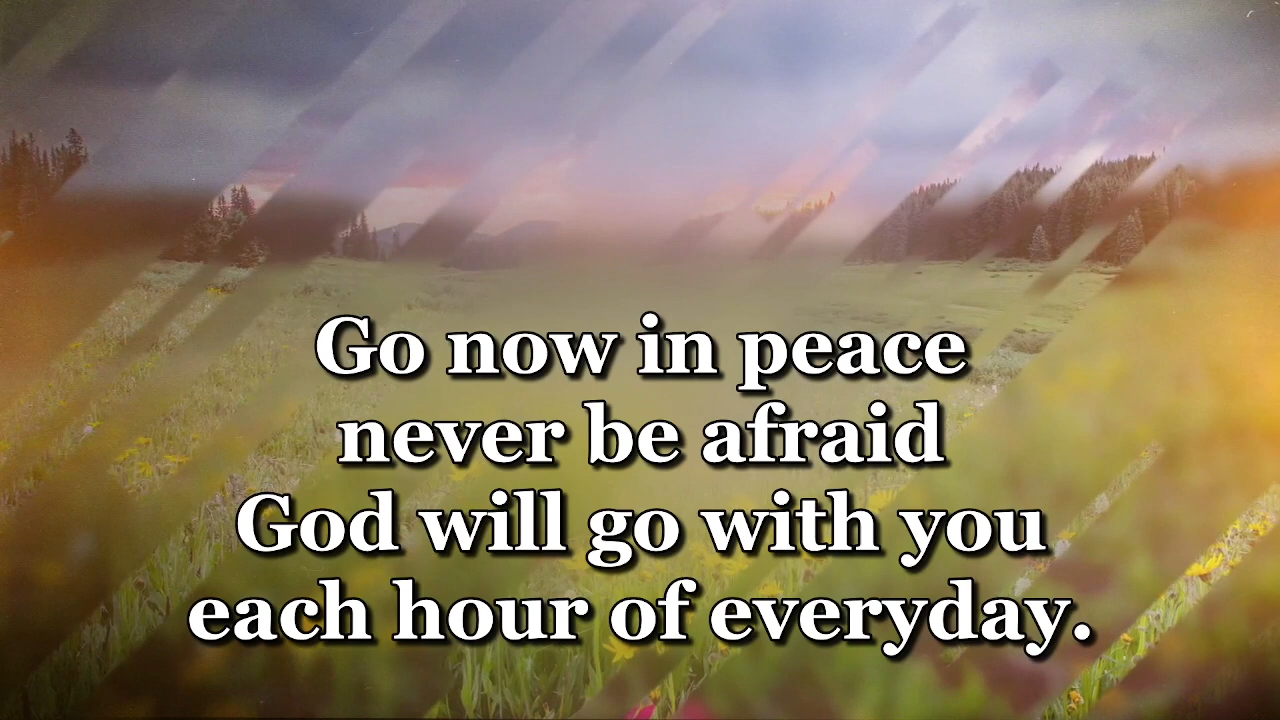 Go now in peace
never be afraid
God will go with you
each hour of everyday.